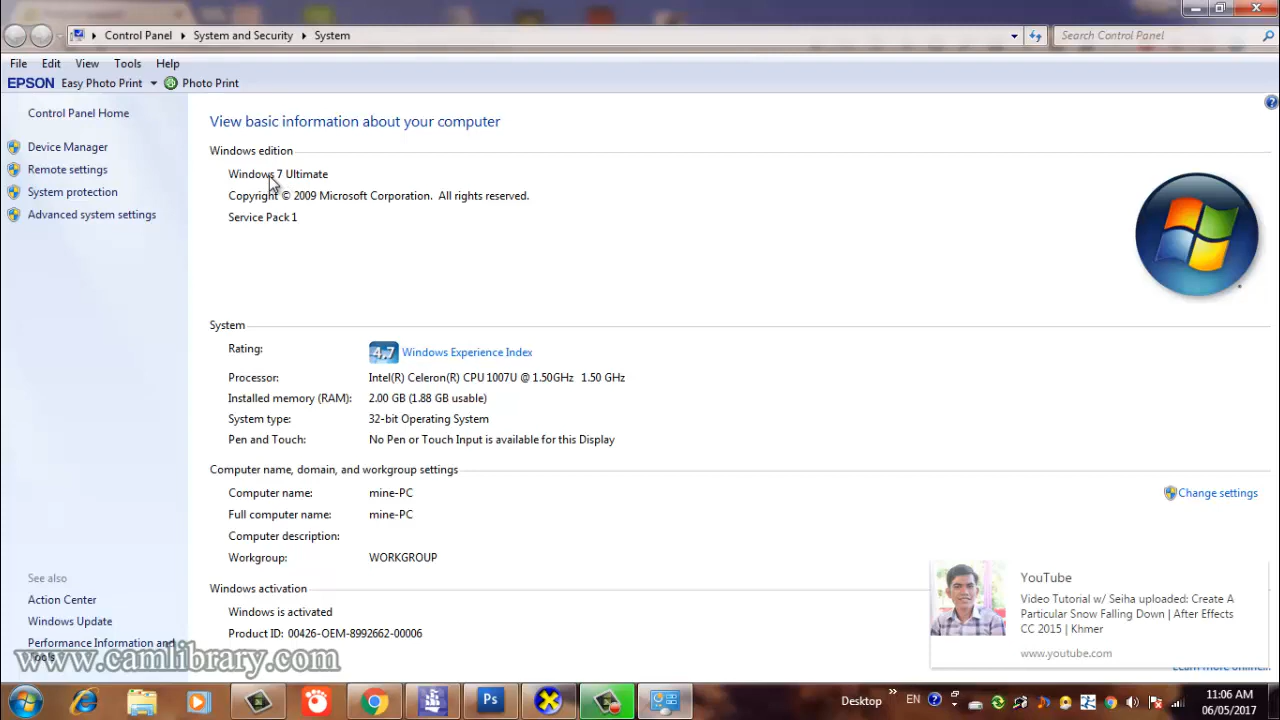 Control Panel System and Security System
Search Control Panel
File Edit View Tools Help
EPSON Easy Photo Print Photo Print
Control Panel Home
Device Manager
Remote settings
System protection
Advanced system settings
View basic information about your computer
Windows edition
Windows 7 Ultimate
Copyright © 2009 Microsoft Corporation. All rights reserved.
Service Pack 1
System
Rating: 4.7 Windows Experience Index
Processor: Intel(R) Celeron(R) CPU 1007U @ 1.50GHz 1.50 GHz
Installed memory (RAM): 2.00 GB (1.88 GB usable)
System type: 32-bit Operating System
Pen and Touch: No Pen or Touch Input is available for this Display
Computer name, domain, and workgroup settings
Computer name: mine-PC
Change settings
Full computer name: mine-PC
Computer description:
Workgroup: WORKGROUP
Windows activation
Windows is activated
Product ID: 00426-OEM-8992662-00006
Learn more online...
See also
Action Center
Windows Update
Performance Information and
Tools
www.camlibrary.com
YouTube
Video Tutorial w/ Seiha uploaded: Create A
Particular Snow Falling Down | After Effects
CC 2015 | Khmer
www.youtube.com
Ps
Desktop
EN
11:06 AM
06/05/2017